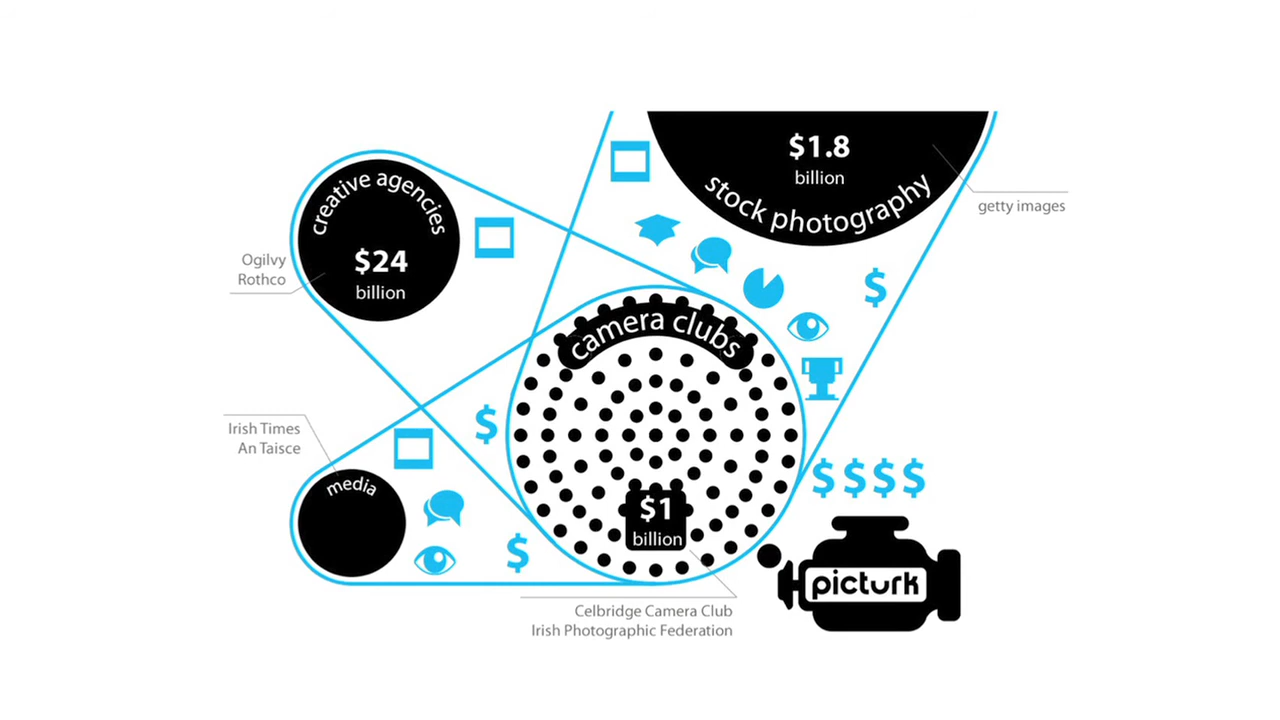 $1.8
billion
stock photography
getty images
creative agencies
$24
billion
Ogilvy
Rothco
$
camera clubs
Irish Times
An Taisce
$
media
$$$$
$1
billion
$
picturk
Celbridge Camera Club
Irish Photographic Federation